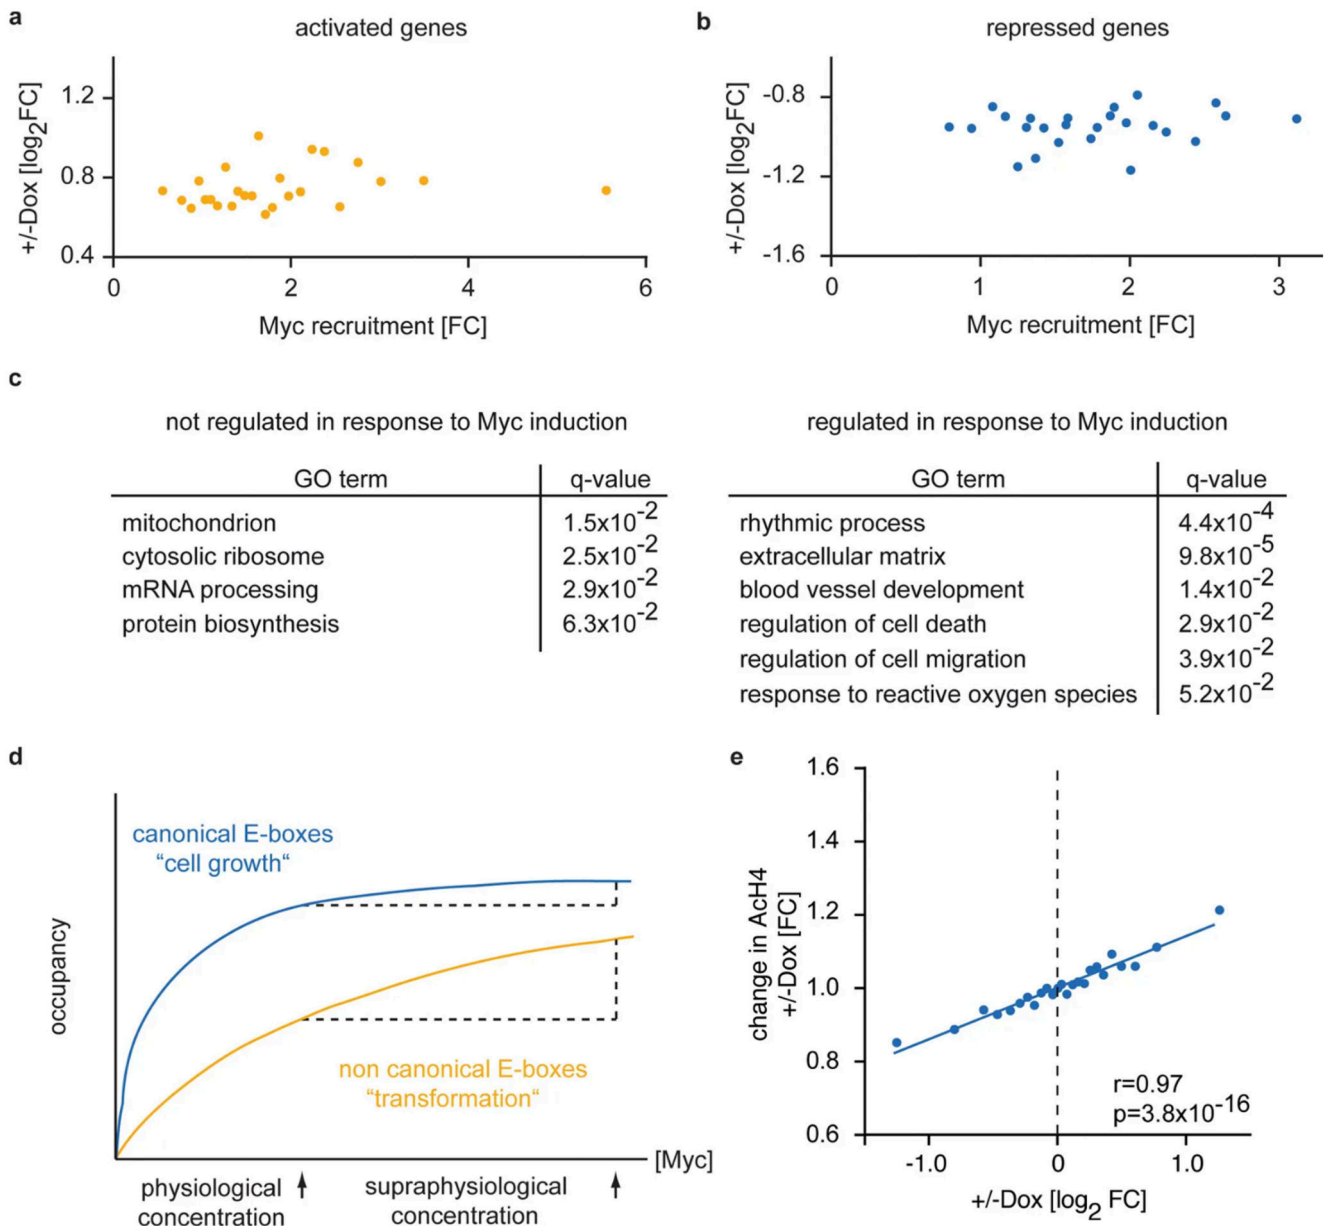 a
activated genes
+/-Dox [log2FC]
1.2
0.8
0.4
0
2
4
6
Myc recruitment [FC]
b
repressed genes
+/-Dox [log2FC]
-0.8
-1.2
-1.6
0
1
2
3
Myc recruitment [FC]
c
not regulated in response to Myc induction
GO term q-value
mitochondrion 1.5x10-2
cytosolic ribosome 2.5x10-2
mRNA processing 2.9x10-2
protein biosynthesis 6.3x10-2
regulated in response to Myc induction
GO term q-value
rhythmic process 4.4x10-4
extracellular matrix 9.8x10-5
blood vessel development 1.4x10-2
regulation of cell death 2.9x10-2
regulation of cell migration 3.9x10-2
response to reactive oxygen species 5.2x10-2
d
occupancy
canonical E-boxes
“cell growth“
non canonical E-boxes
“transformation“
[Myc]
physiological
concentration
supraphysiological
concentration
e
change in AcH4
+/-Dox [FC]
1.6
1.4
1.2
1.0
0.8
0.6
r=0.97
p=3.8x10-16
-1.0
0
1.0
+/-Dox [log2 FC]